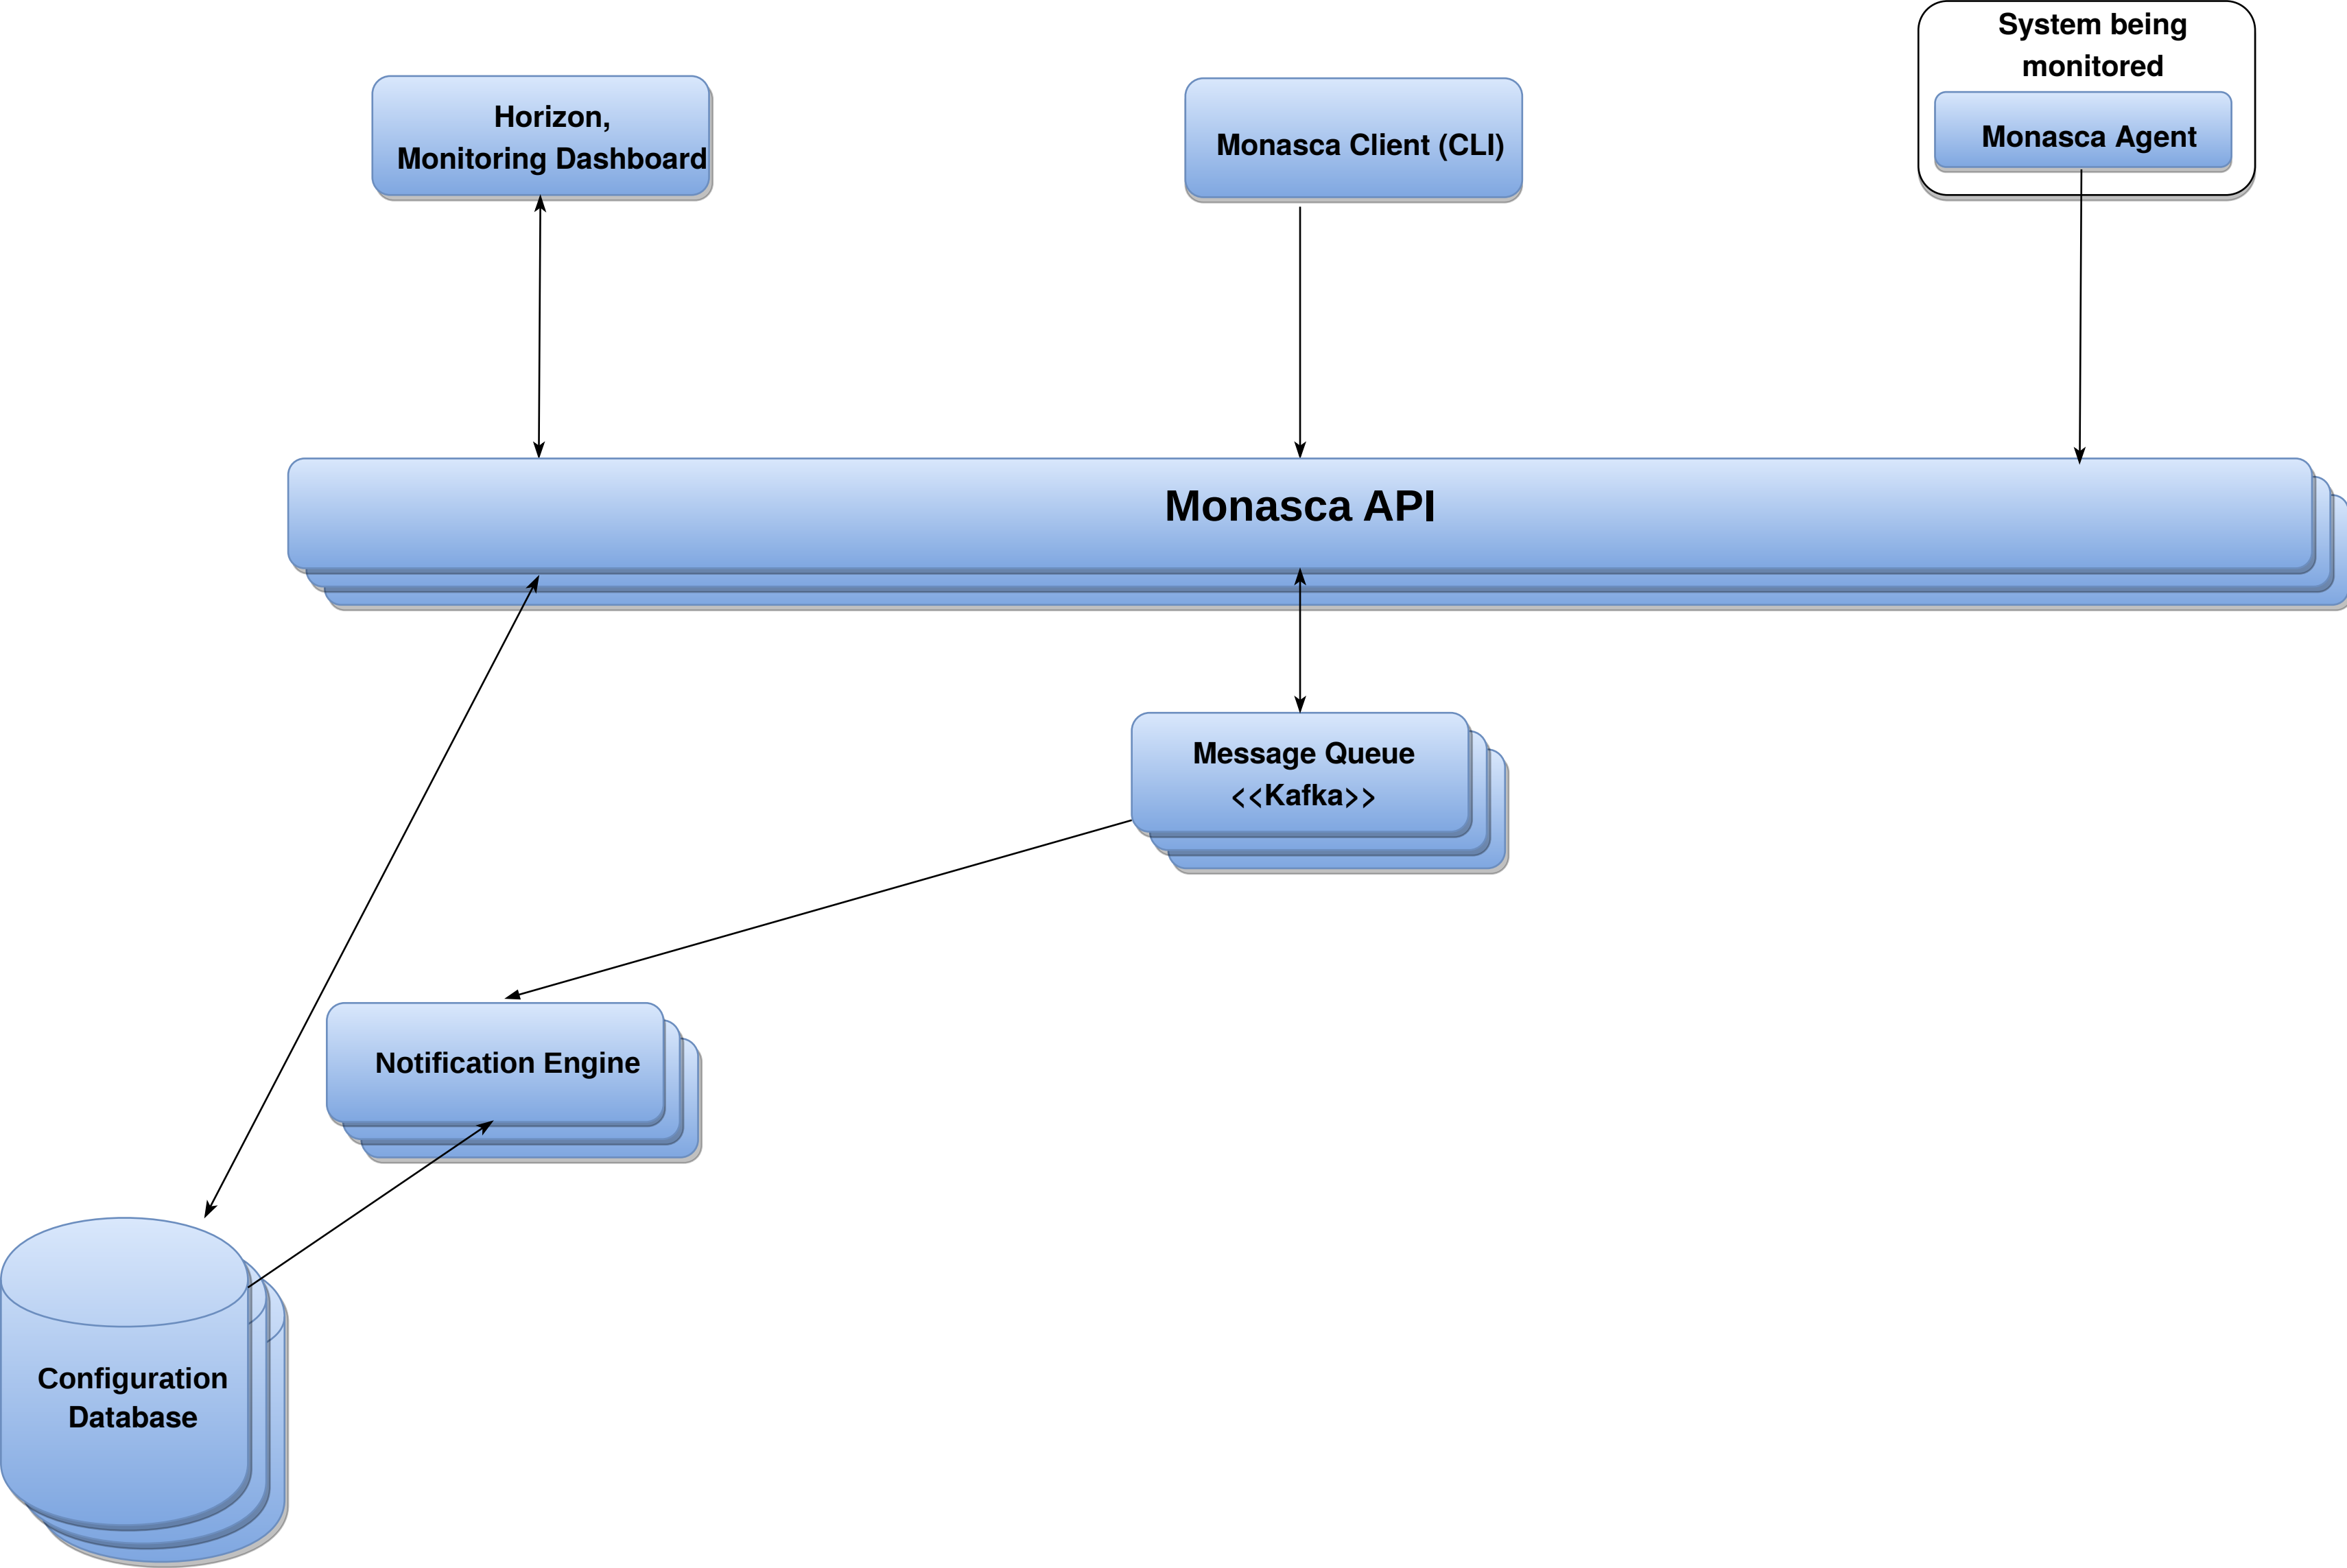 System being
monitored
Monasca Agent
Horizon,
Monitoring Dashboard
Monasca Client (CLI)
Monasca API
Message Queue
<<Kafka>>
Notification Engine
Configuration
Database